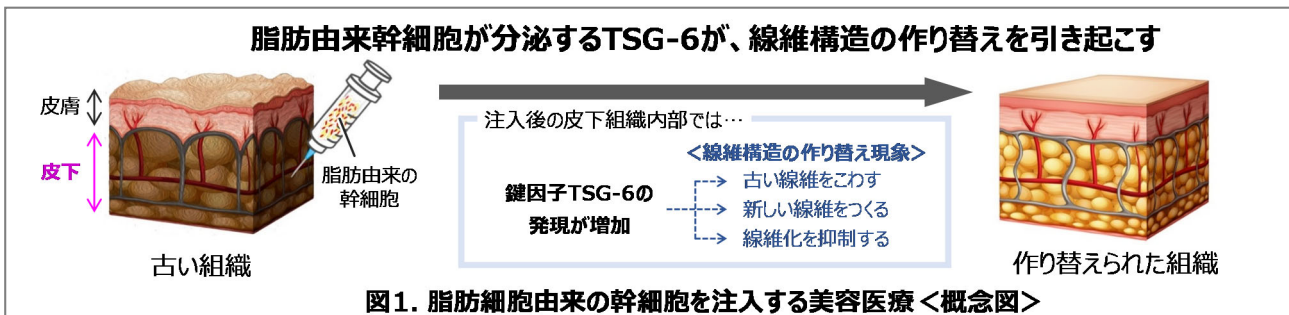 脂肪由来幹細胞が分泌するTSG-6が、線維構造の作り替えを引き起こす
皮膚
皮下
脂肪由来の
幹細胞
古い組織
注入後の皮下組織内部では…
鍵因子TSG-6の
発現が増加
<線維構造の作り替え現象>
古い線維をこわす
新しい線維をつくる
線維化を抑制する
作り替えられた組織
図1. 脂肪細胞由来の幹細胞を注入する美容医療<概念図>